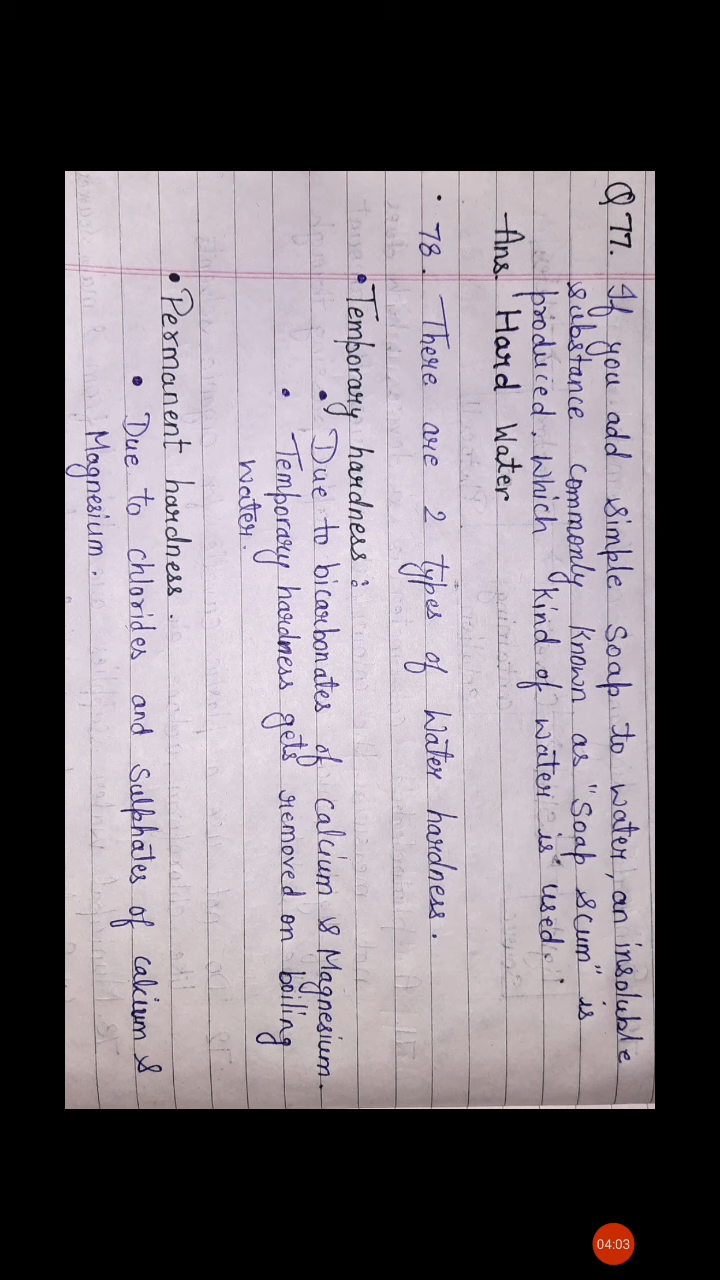 Q 77. If you add simple Soap to water, an insoluble
substance commonly known as "Soap scum" is
produced. Which kind of water is used.
Ans. Hard Water
• 78. There are 2 types of Water hardness.
• Temporary hardness:
• Due to bicarbonates of calcium & Magnesium.
• Temporary hardness gets removed on boiling
water.
• Permanent hardness.
• Due to chlorides and Sulphates of calcium &
Magnesium.
04:03